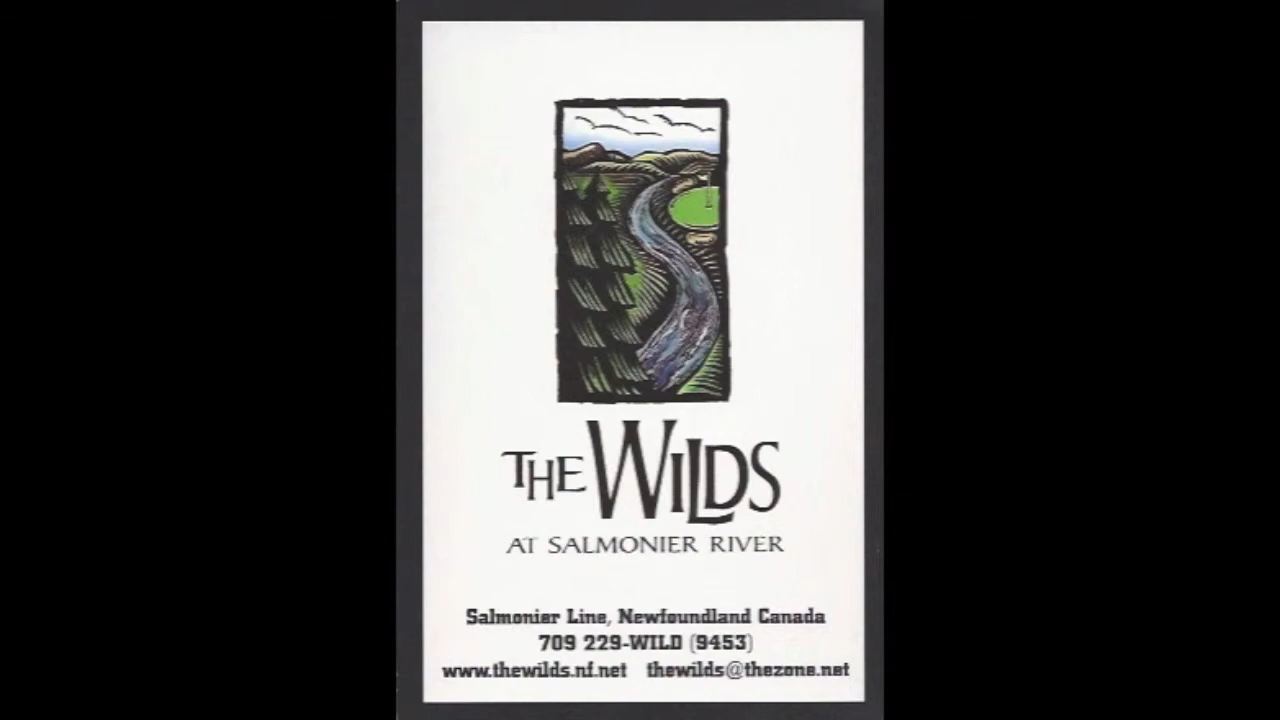 THE WILDS
AT SALMONIER RIVER
Salmonier Line, Newfoundland Canada
709 229-WILD (9453)
www.thewilds.nf.net thewilds@thezone.net